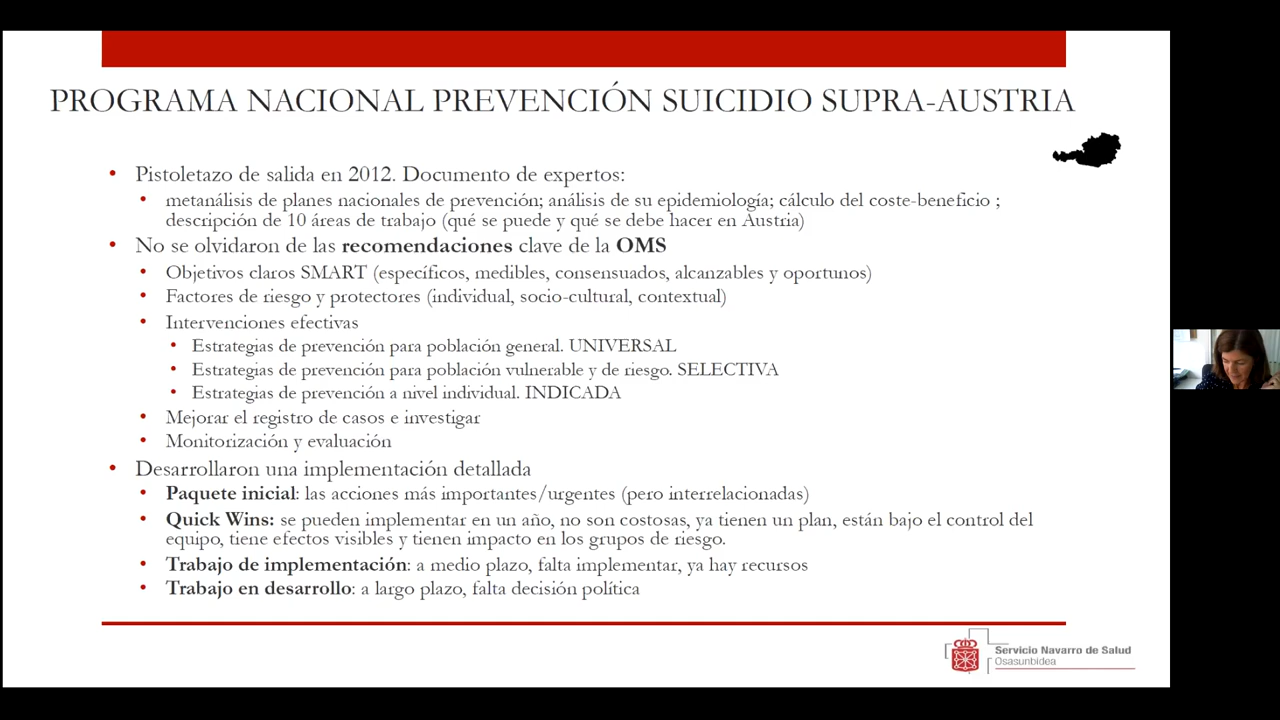 PROGRAMA NACIONAL PREVENCIÓN SUICIDIO SUPRA-AUSTRIA
• Pistoletazo de salida en 2012. Documento de expertos:
• metanálisis de planes nacionales de prevención; análisis de su epidemiología; cálculo del coste-beneficio ;
descripción de 10 áreas de trabajo (qué se puede y qué se debe hacer en Austria)
• No se olvidaron de las recomendaciones clave de la OMS
• Objetivos claros SMART (específicos, medibles, consensuados, alcanzables y oportunos)
• Factores de riesgo y protectores (individual, socio-cultural, contextual)
• Intervenciones efectivas
• Estrategias de prevención para población general. UNIVERSAL
• Estrategias de prevención para población vulnerable y de riesgo. SELECTIVA
• Estrategias de prevención a nivel individual. INDICADA
• Mejorar el registro de casos e investigar
• Monitorización y evaluación
• Desarrollaron una implementación detallada
• Paquete inicial: las acciones más importantes/urgentes (pero interrelacionadas)
• Quick Wins: se pueden implementar en un año, no son costosas, ya tienen un plan, están bajo el control del
equipo, tiene efectos visibles y tienen impacto en los grupos de riesgo.
• Trabajo de implementación: a medio plazo, falta implementar, ya hay recursos
• Trabajo en desarrollo: a largo plazo, falta decisión política
Servicio Navarro de Salud
Osasunbidea